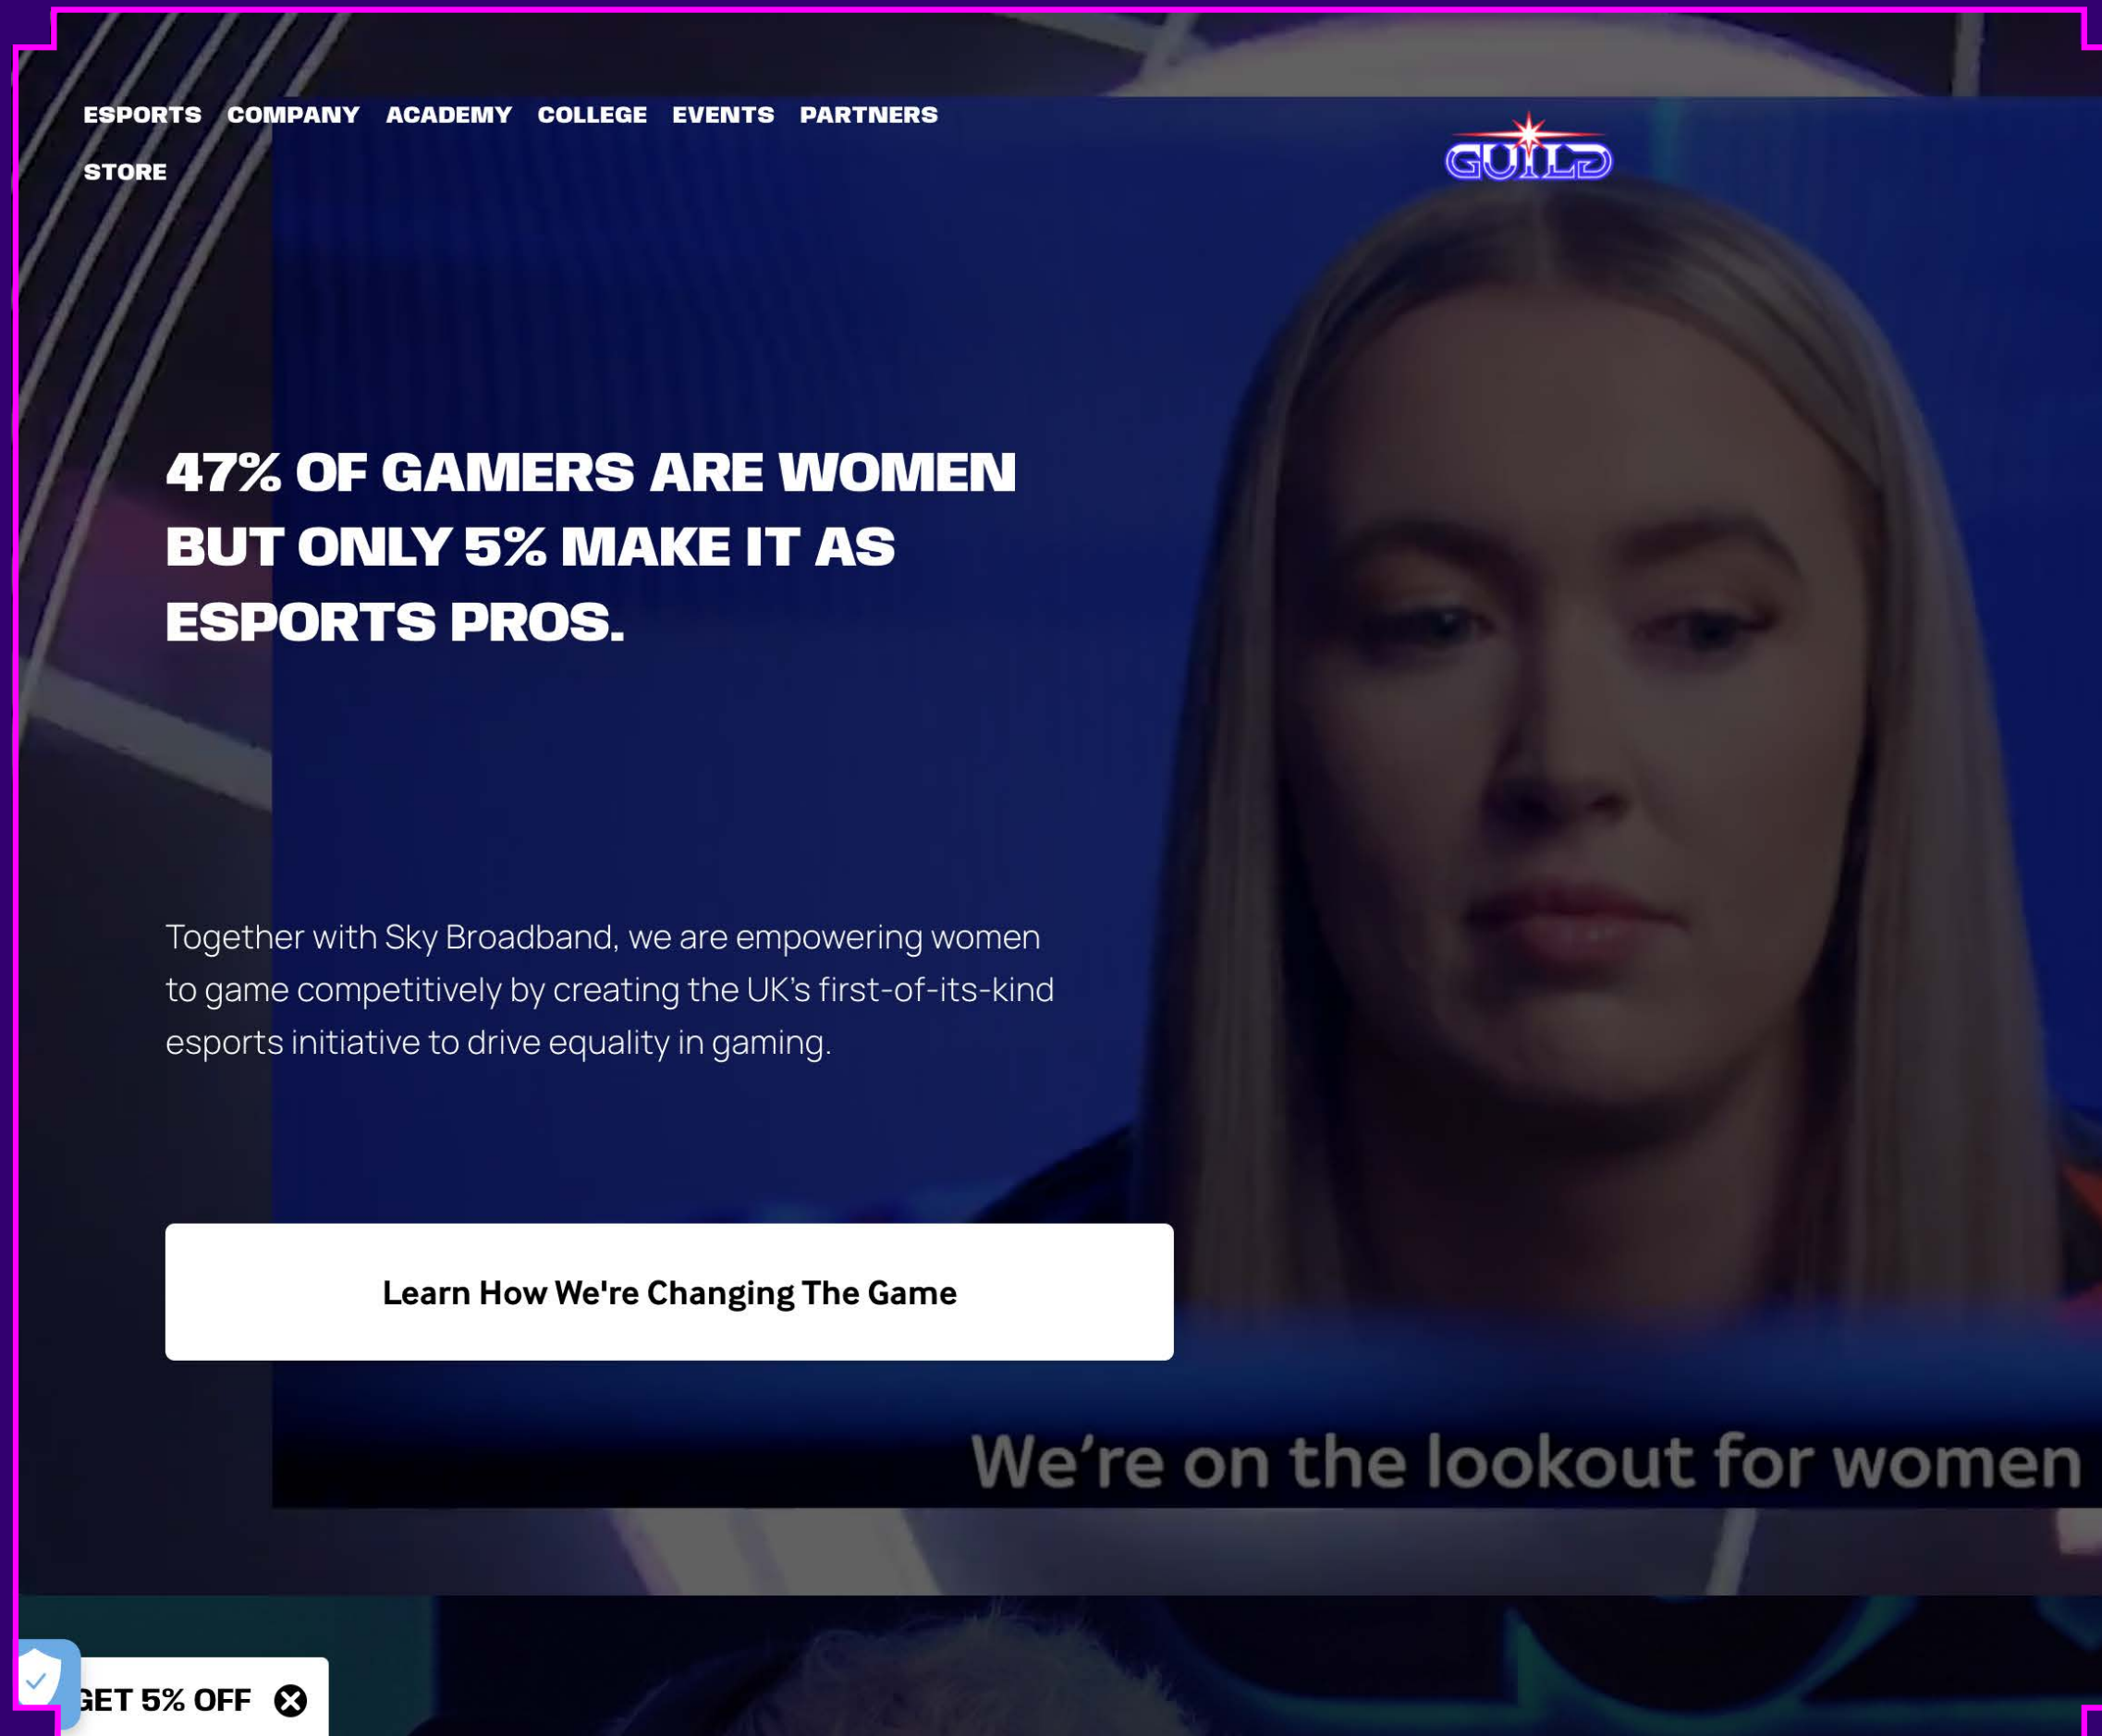 ESPORTS COMPANY ACADEMY COLLEGE EVENTS PARTNERS
STORE
GUILD
47% OF GAMERS ARE WOMEN
BUT ONLY 5% MAKE IT AS
ESPORTS PROS.
Together with Sky Broadband, we are empowering women
to game competitively by creating the UK's first-of-its-kind
esports initiative to drive equality in gaming.
Learn How We're Changing The Game
We’re on the lookout for women
GET 5% OFF